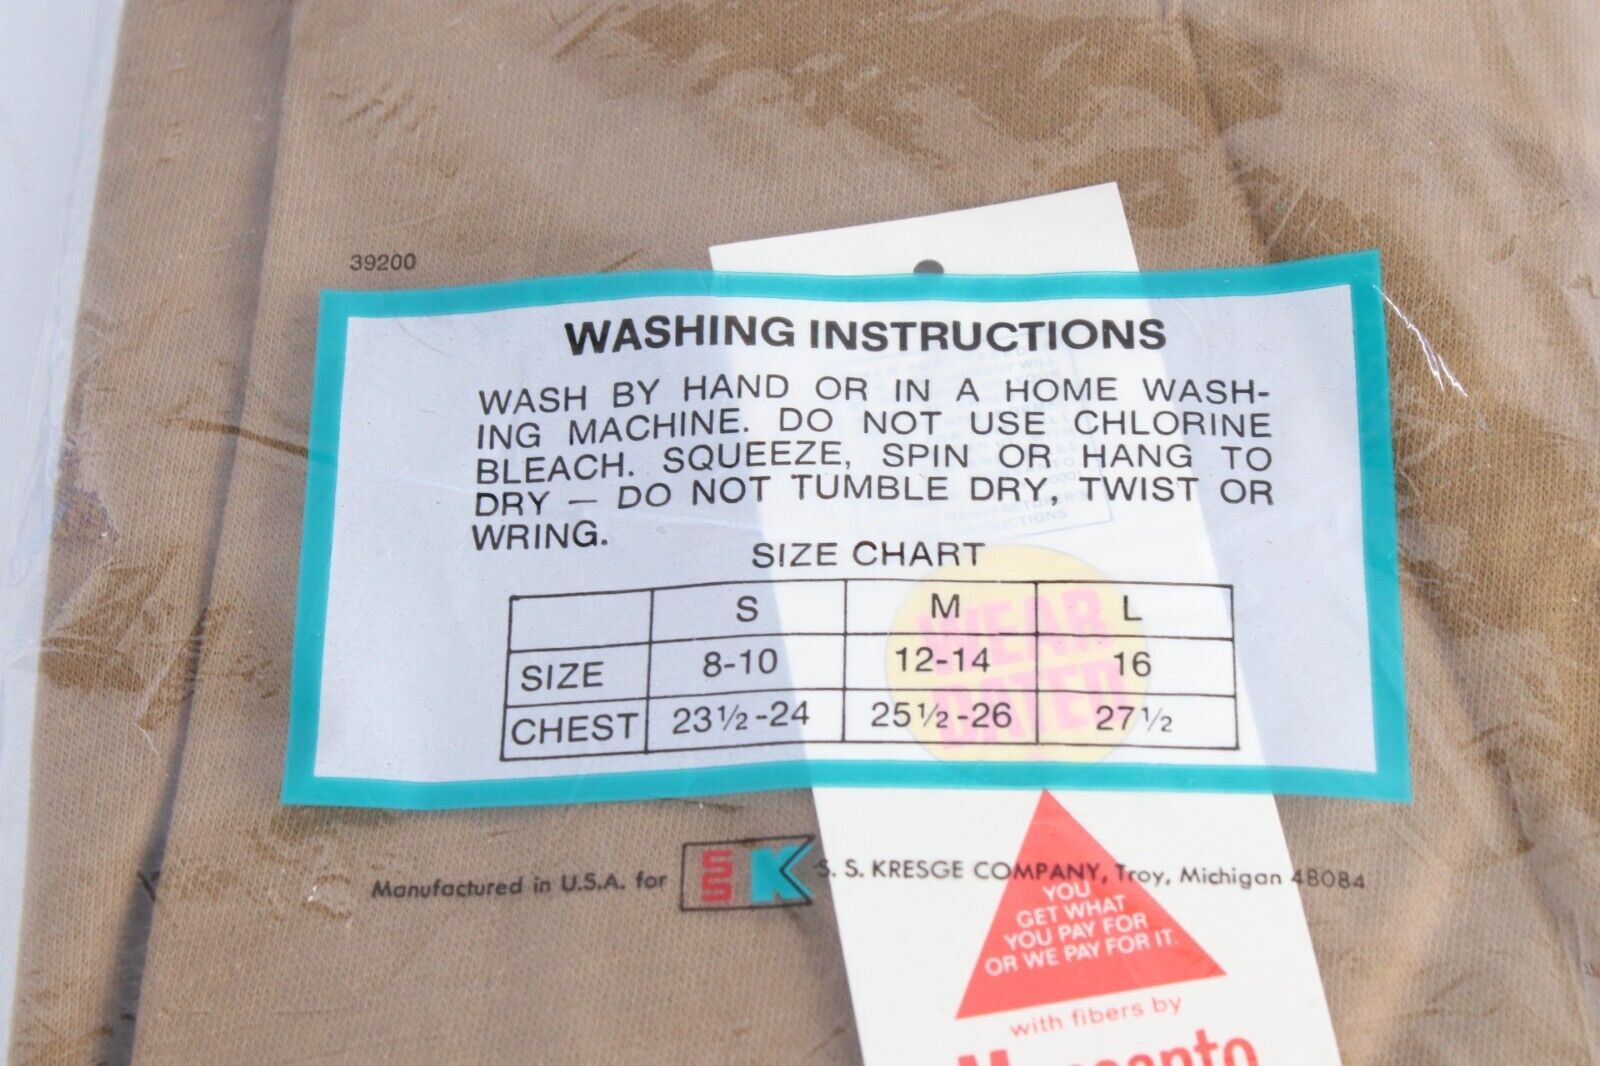 39200
WASHING INSTRUCTIONS
WASH BY HAND OR IN A HOME WASH-
ING MACHINE. DO NOT USE CHLORINE
BLEACH. SQUEEZE, SPIN OR HANG TO
DRY — DO NOT TUMBLE DRY, TWIST OR
WRING.
SIZE CHART
S M L
SIZE 8-10 12-14 16
CHEST 23½-24 25½-26 27½
WEAR
DATED
Manufactured in U.S.A. for SS K S. S. KRESGE COMPANY, Troy, Michigan 48084
YOU
GET WHAT
YOU PAY FOR
OR WE PAY FOR IT
with fibers by
Monsanto